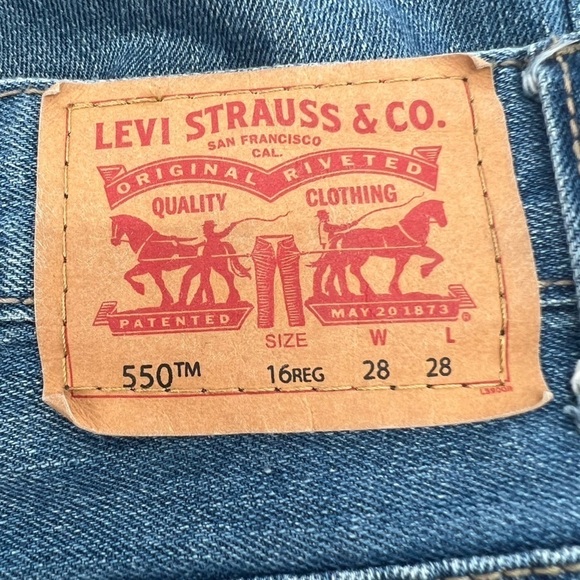 LEVI STRAUSS & CO.
SAN FRANCISCO
CAL.
ORIGINAL RIVETED
QUALITY CLOTHING
PATENTED MAY 20 1873 ®
SIZE W L
550™ 16REG 28 28